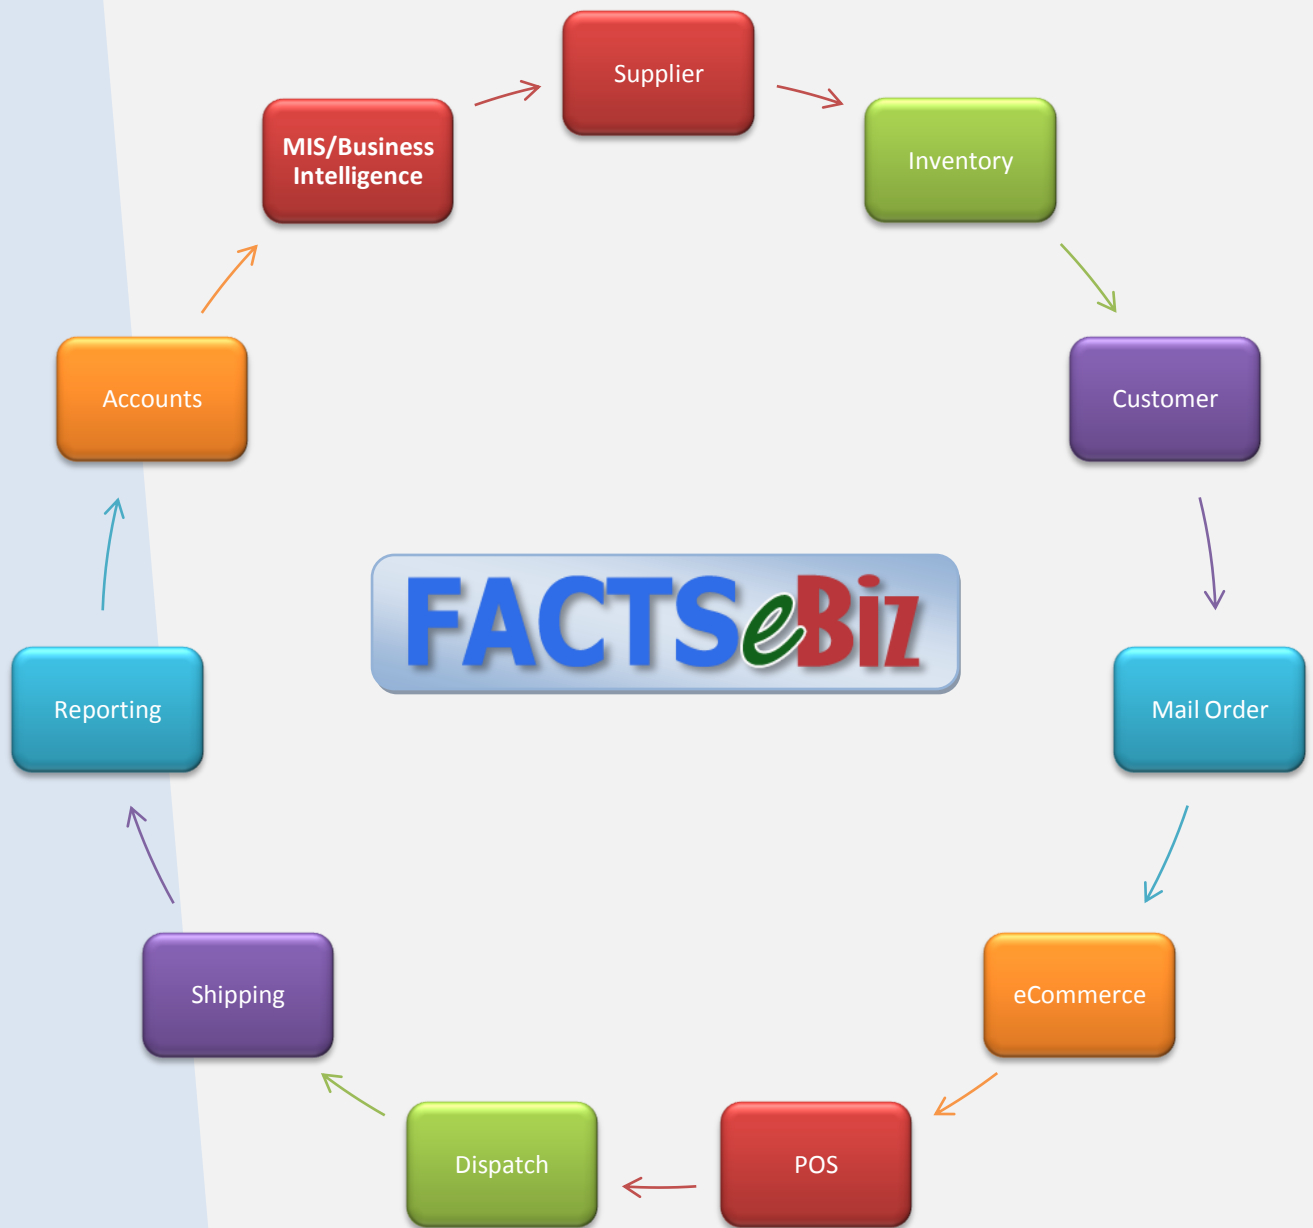 Supplier
MIS/Business
Intelligence
Inventory
Accounts
Customer
FACTSeBiz
Reporting
Mail Order
Shipping
eCommerce
Dispatch
POS